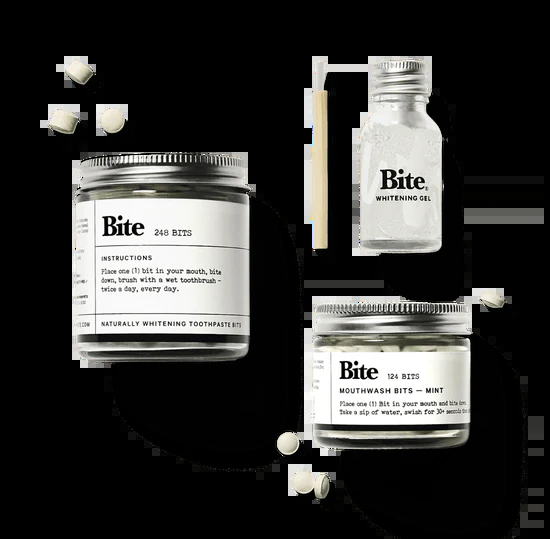 Bite
WHITENING GEL
Bite 248 BITS
INSTRUCTIONS
Place one (1) bit in your mouth, bite
down, brush with a wet toothbrush –
twice a day, every day.
NATURALLY WHITENING TOOTHPASTE BITS
Bite 124 BITS
MOUTHWASH BITS — MINT
Place one (1) Bit in your mouth and bite down.
Take a sip of water, swish for 30+ seconds